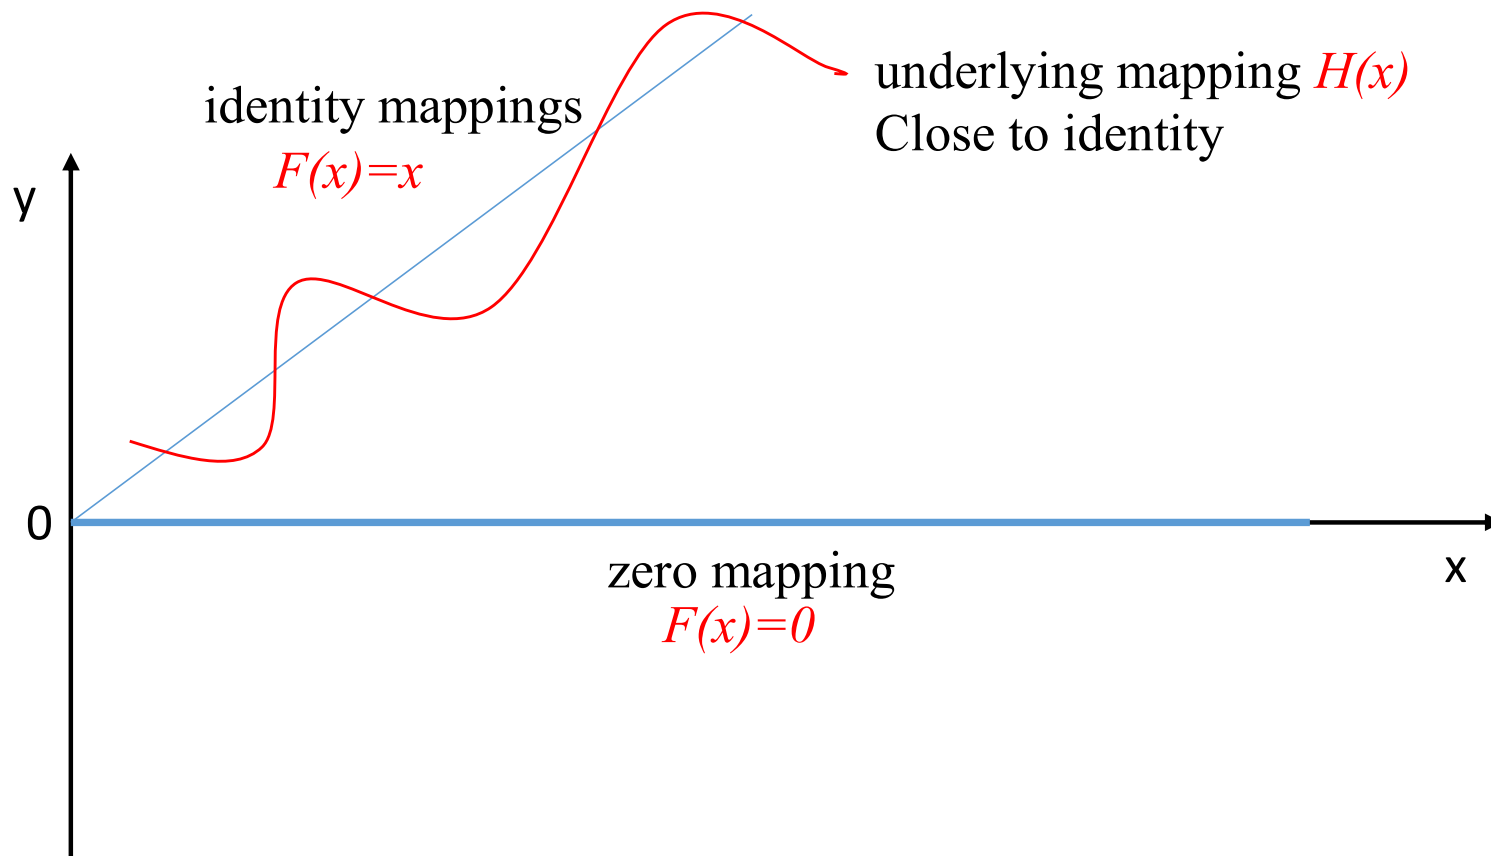 underlying mapping H(x)
Close to identity
identity mappings
F(x)=x
y
0
zero mapping
F(x)=0
x